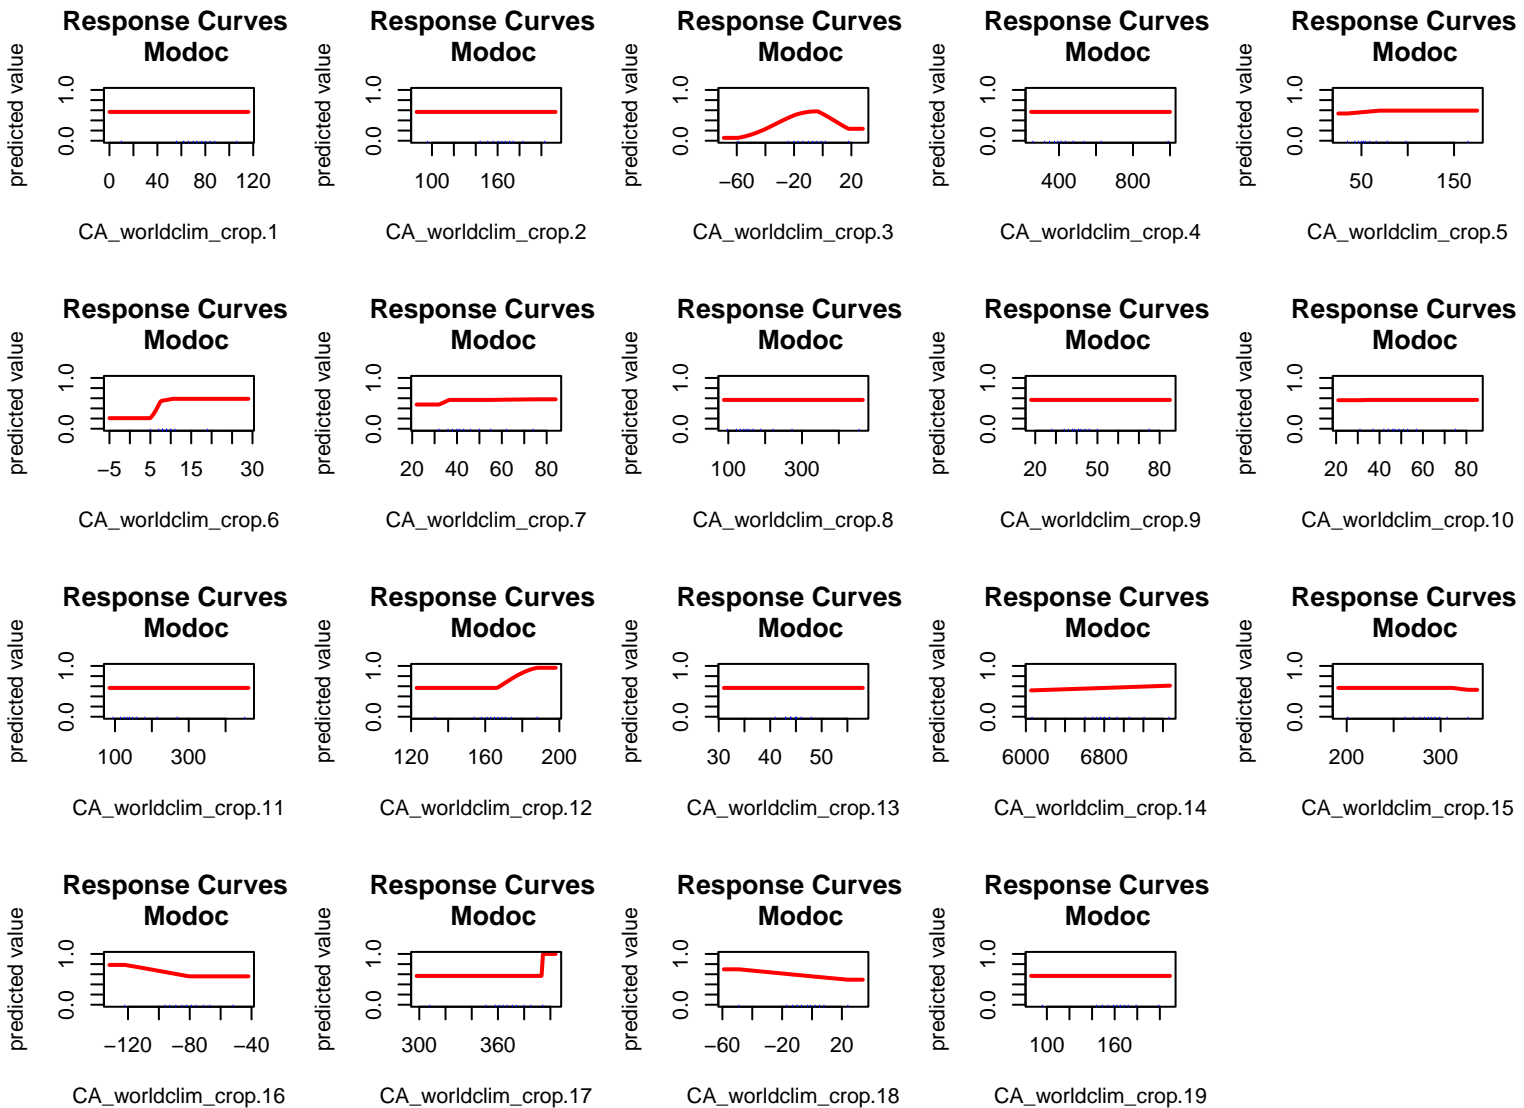 Response Curves
Modoc
predicted value
0.0 1.0
0 40 80 120
CA_worldclim_crop.1
Response Curves
Modoc
predicted value
0.0 1.0
100 160
CA_worldclim_crop.2
Response Curves
Modoc
predicted value
0.0 1.0
−60 −20 20
CA_worldclim_crop.3
Response Curves
Modoc
predicted value
0.0 1.0
400 800
CA_worldclim_crop.4
Response Curves
Modoc
predicted value
0.0 1.0
50 150
CA_worldclim_crop.5
Response Curves
Modoc
predicted value
0.0 1.0
−5 5 15 30
CA_worldclim_crop.6
Response Curves
Modoc
predicted value
0.0 1.0
20 40 60 80
CA_worldclim_crop.7
Response Curves
Modoc
predicted value
0.0 1.0
100 300
CA_worldclim_crop.8
Response Curves
Modoc
predicted value
0.0 1.0
20 50 80
CA_worldclim_crop.9
Response Curves
Modoc
predicted value
0.0 1.0
20 40 60 80
CA_worldclim_crop.10
Response Curves
Modoc
predicted value
0.0 1.0
100 300
CA_worldclim_crop.11
Response Curves
Modoc
predicted value
0.0 1.0
120 160 200
CA_worldclim_crop.12
Response Curves
Modoc
predicted value
0.0 1.0
30 40 50
CA_worldclim_crop.13
Response Curves
Modoc
predicted value
0.0 1.0
6000 6800
CA_worldclim_crop.14
Response Curves
Modoc
predicted value
0.0 1.0
200 300
CA_worldclim_crop.15
Response Curves
Modoc
predicted value
0.0 1.0
−120 −80 −40
CA_worldclim_crop.16
Response Curves
Modoc
predicted value
0.0 1.0
300 360
CA_worldclim_crop.17
Response Curves
Modoc
predicted value
0.0 1.0
−60 −20 20
CA_worldclim_crop.18
Response Curves
Modoc
predicted value
0.0 1.0
100 160
CA_worldclim_crop.19